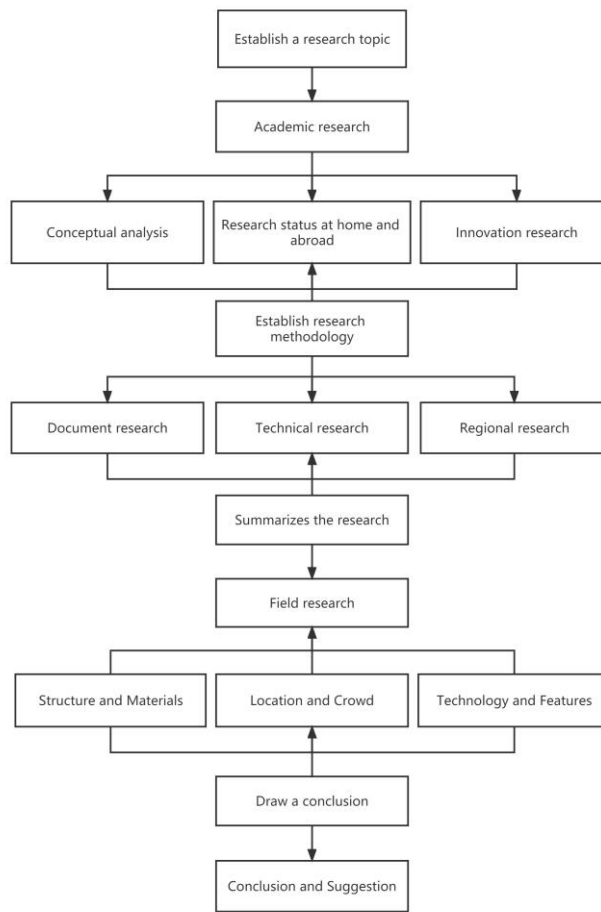 Establish a research topic
Academic research
Conceptual analysis
Research status at home and
abroad
Innovation research
Establish research
methodology
Document research
Technical research
Regional research
Summarizes the research
Field research
Structure and Materials
Location and Crowd
Technology and Features
Draw a conclusion
Conclusion and Suggestion